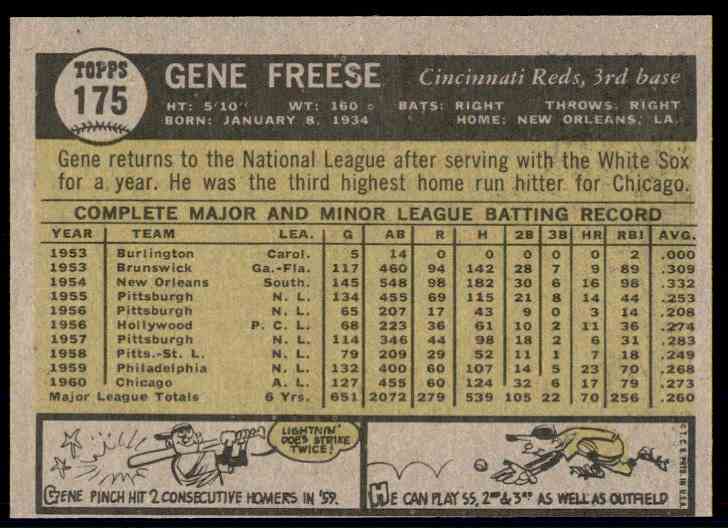 TOPPS
175
GENE FREESE Cincinnati Reds, 3rd base
HT: 5'10" WT: 160 BATS: RIGHT THROWS: RIGHT
BORN: JANUARY 8, 1934 HOME: NEW ORLEANS, LA.
Gene returns to the National League after serving with the White Sox
for a year. He was the third highest home run hitter for Chicago.
COMPLETE MAJOR AND MINOR LEAGUE BATTING RECORD
YEAR TEAM LEA. G AB R H 2B 3B HR RBI AVG.
1953 Burlington Carol. 5 14 0 0 0 0 0 2 .000
1953 Brunswick Ga.-Fla. 117 460 94 142 28 7 9 89 .309
1954 New Orleans South. 145 548 98 182 30 6 16 98 .332
1955 Pittsburgh N. L. 134 455 69 115 21 8 14 44 .253
1956 Pittsburgh N. L. 65 207 17 43 9 0 3 14 .208
1956 Hollywood P. C. L. 68 223 36 61 10 2 11 36 .274
1957 Pittsburgh N. L. 114 346 44 98 18 2 6 31 .283
1958 Pitts.-St. L. N. L. 79 209 29 52 11 1 7 18 .249
1959 Philadelphia N. L. 132 400 60 107 14 5 23 70 .268
1960 Chicago A. L. 127 455 60 124 32 6 17 79 .273
Major League Totals 6 Yrs. 651 2072 279 539 105 22 70 256 .260
LIGHTNIN'
DOES STRIKE
TWICE!
GENE PINCH HIT 2 CONSECUTIVE HOMERS IN '59.
HE CAN PLAY SS, 2ND & 3RD AS WELL AS OUTFIELD
© T.C.G. PRTD. IN U.S.A.